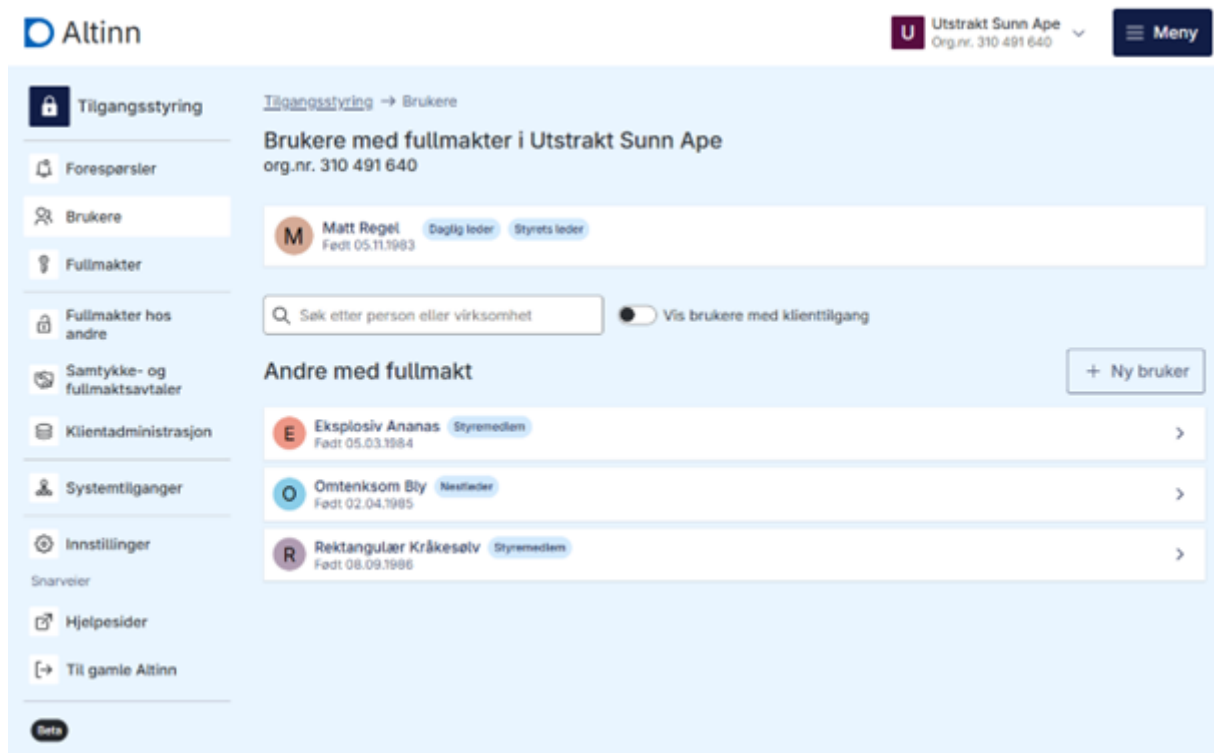 Altinn
U
Utstrakt Sunn Ape
Org.nr. 310 491 640
Meny
Tilgangsstyring
Forespørsler
Brukere
Fullmakter
Fullmakter hos
andre
Samtykke- og
fullmaktsavtaler
Klientadministrasjon
Systemtilganger
Innstillinger
Snarveier
Hjelpesider
Til gamle Altinn
Beta
Tilgangsstyring → Brukere
Brukere med fullmakter i Utstrakt Sunn Ape
org.nr. 310 491 640
M
Matt Regel Daglig leder Styrets leder
Født 05.11.1983
Søk etter person eller virksomhet
Vis brukere med klienttilgang
Andre med fullmakt
+ Ny bruker
E
Eksplosiv Ananas Styremedlem
Født 05.03.1984
O
Omtenksom Bly Nestleder
Født 02.04.1985
R
Rektangulær Kråkesølv Styremedlem
Født 08.09.1986